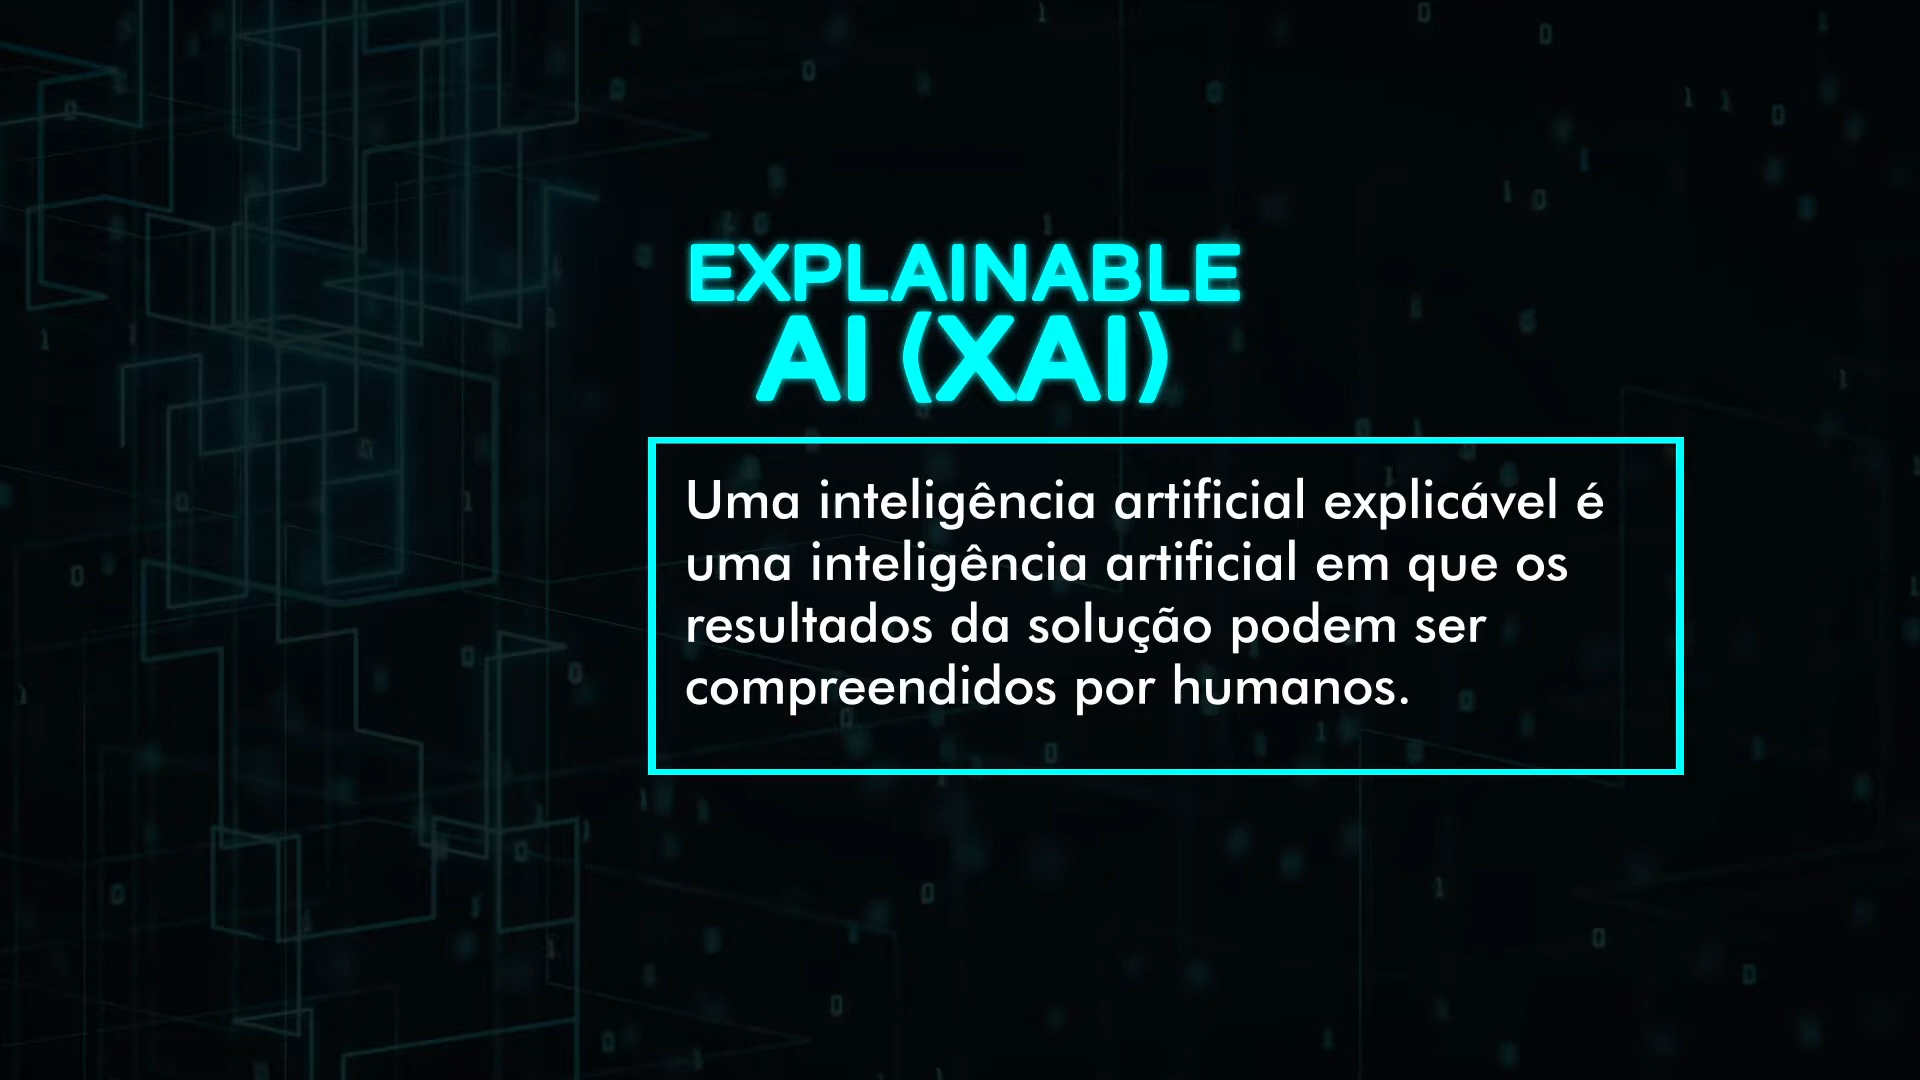 EXPLAINABLE
AI (XAI)
Uma inteligência artificial explicável é
uma inteligência artificial em que os
resultados da solução podem ser
compreendidos por humanos.